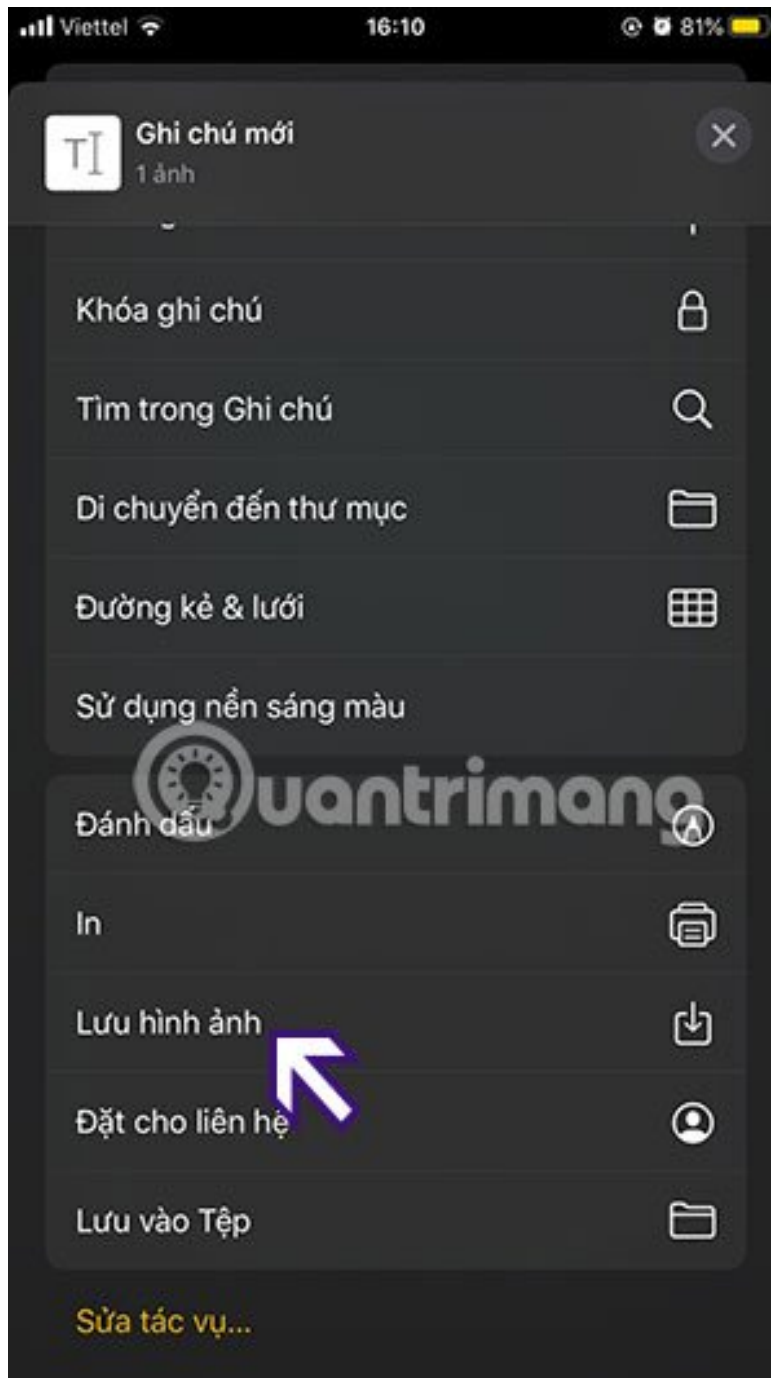 Viettel 16:10 81%
Ghi chú mới
1 ảnh
Khóa ghi chú
Tìm trong Ghi chú
Di chuyển đến thư mục
Đường kẻ & lưới
Sử dụng nền sáng màu
Quantrimang
Đánh dấu
In
Lưu hình ảnh
Đặt cho liên hệ
Lưu vào Tệp
Sửa tác vụ...